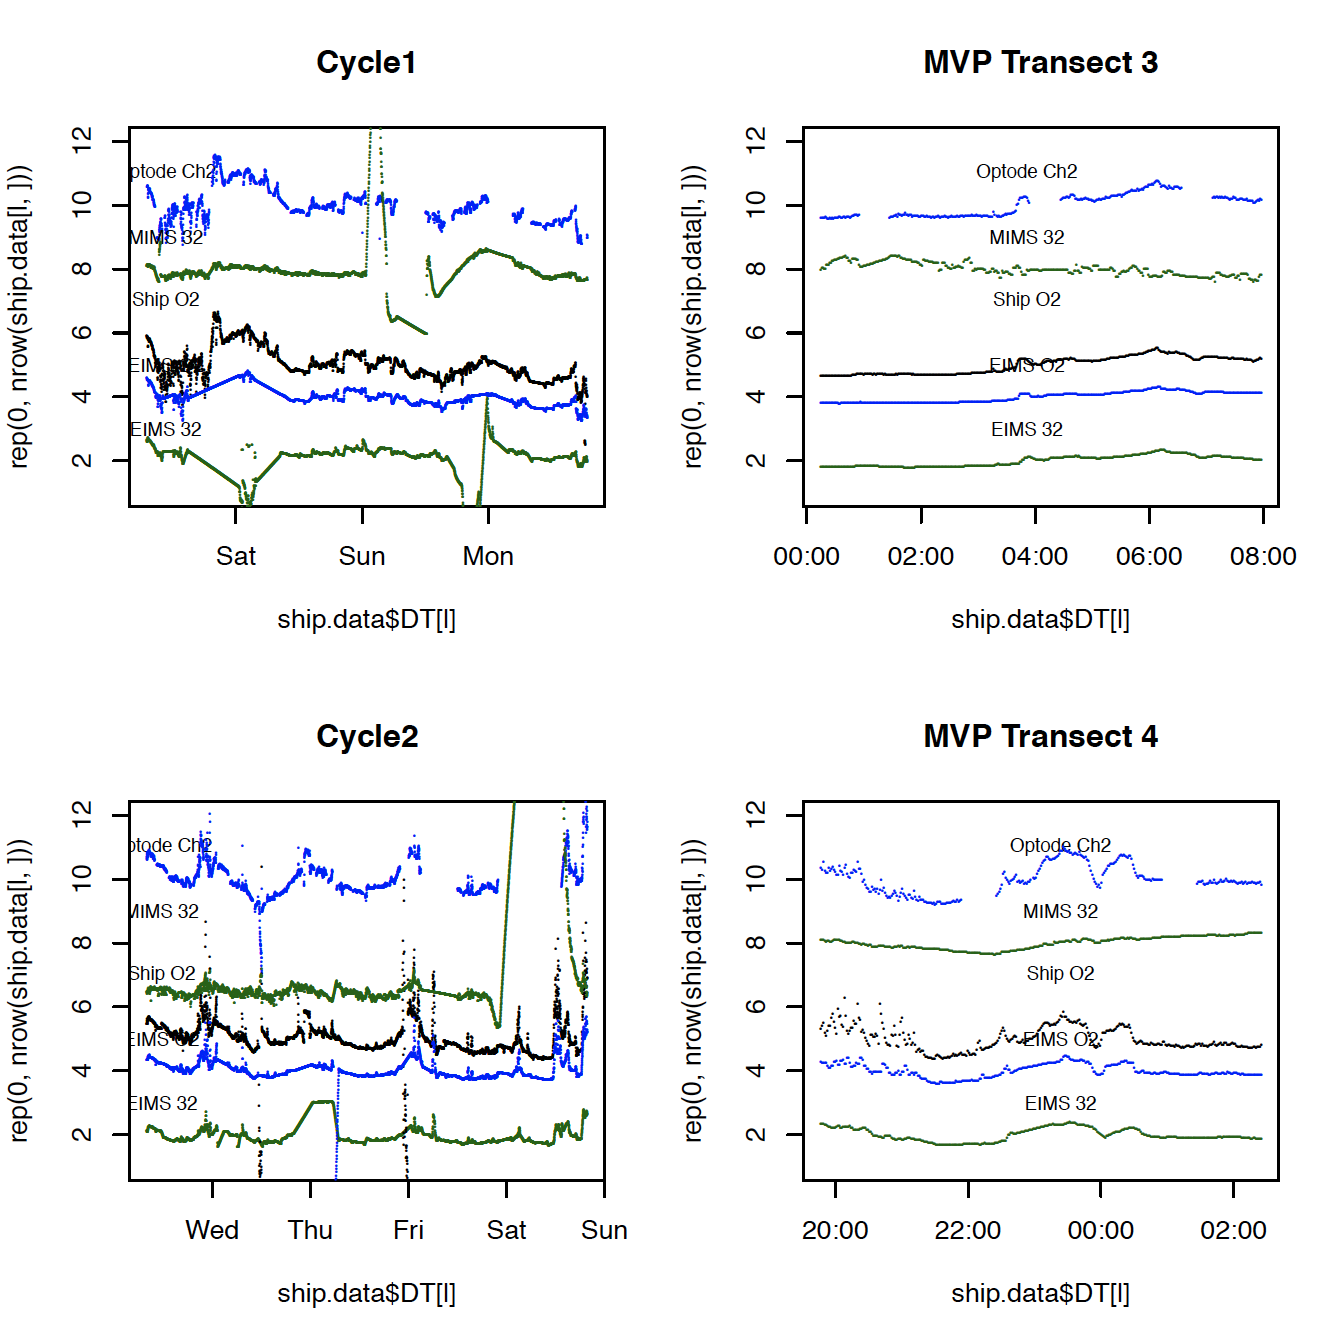 Cycle1
12
10
8
6
4
2
rep(0, nrow(ship.data[l, ]))
ptode Ch2
MIMS 32
Ship O2
EIMS O2
EIMS 32
Sat Sun Mon
ship.data$DT[l]
MVP Transect 3
12
10
8
6
4
2
rep(0, nrow(ship.data[l, ]))
Optode Ch2
MIMS 32
Ship O2
EIMS O2
EIMS 32
00:00 02:00 04:00 06:00 08:00
ship.data$DT[l]
Cycle2
12
10
8
6
4
2
rep(0, nrow(ship.data[l, ]))
ptode Ch2
MIMS 32
Ship O2
EIMS O2
EIMS 32
Wed Thu Fri Sat Sun
ship.data$DT[l]
MVP Transect 4
12
10
8
6
4
2
rep(0, nrow(ship.data[l, ]))
Optode Ch2
MIMS 32
Ship O2
EIMS O2
EIMS 32
20:00 22:00 00:00 02:00
ship.data$DT[l]